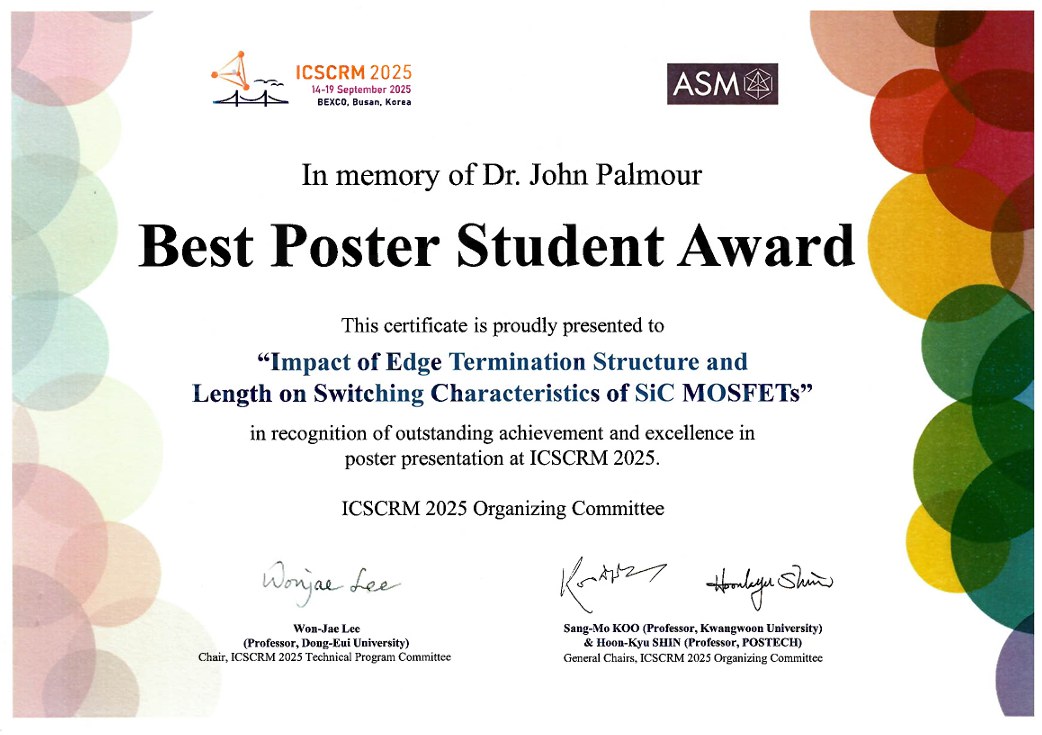 ICSCRM 2025
14-19 September 2025
BEXCO, Busan, Korea
ASM
In memory of Dr. John Palmour
Best Poster Student Award
This certificate is proudly presented to
“Impact of Edge Termination Structure and
Length on Switching Characteristics of SiC MOSFETs”
in recognition of outstanding achievement and excellence in
poster presentation at ICSCRM 2025.
ICSCRM 2025 Organizing Committee
Wonjae Lee
Won-Jae Lee
(Professor, Dong-Eui University)
Chair, ICSCRM 2025 Technical Program Committee
Sang-Mo KOO (Professor, Kwangwoon University)
& Hoon-Kyu SHIN (Professor, POSTECH)
General Chairs, ICSCRM 2025 Organizing Committee